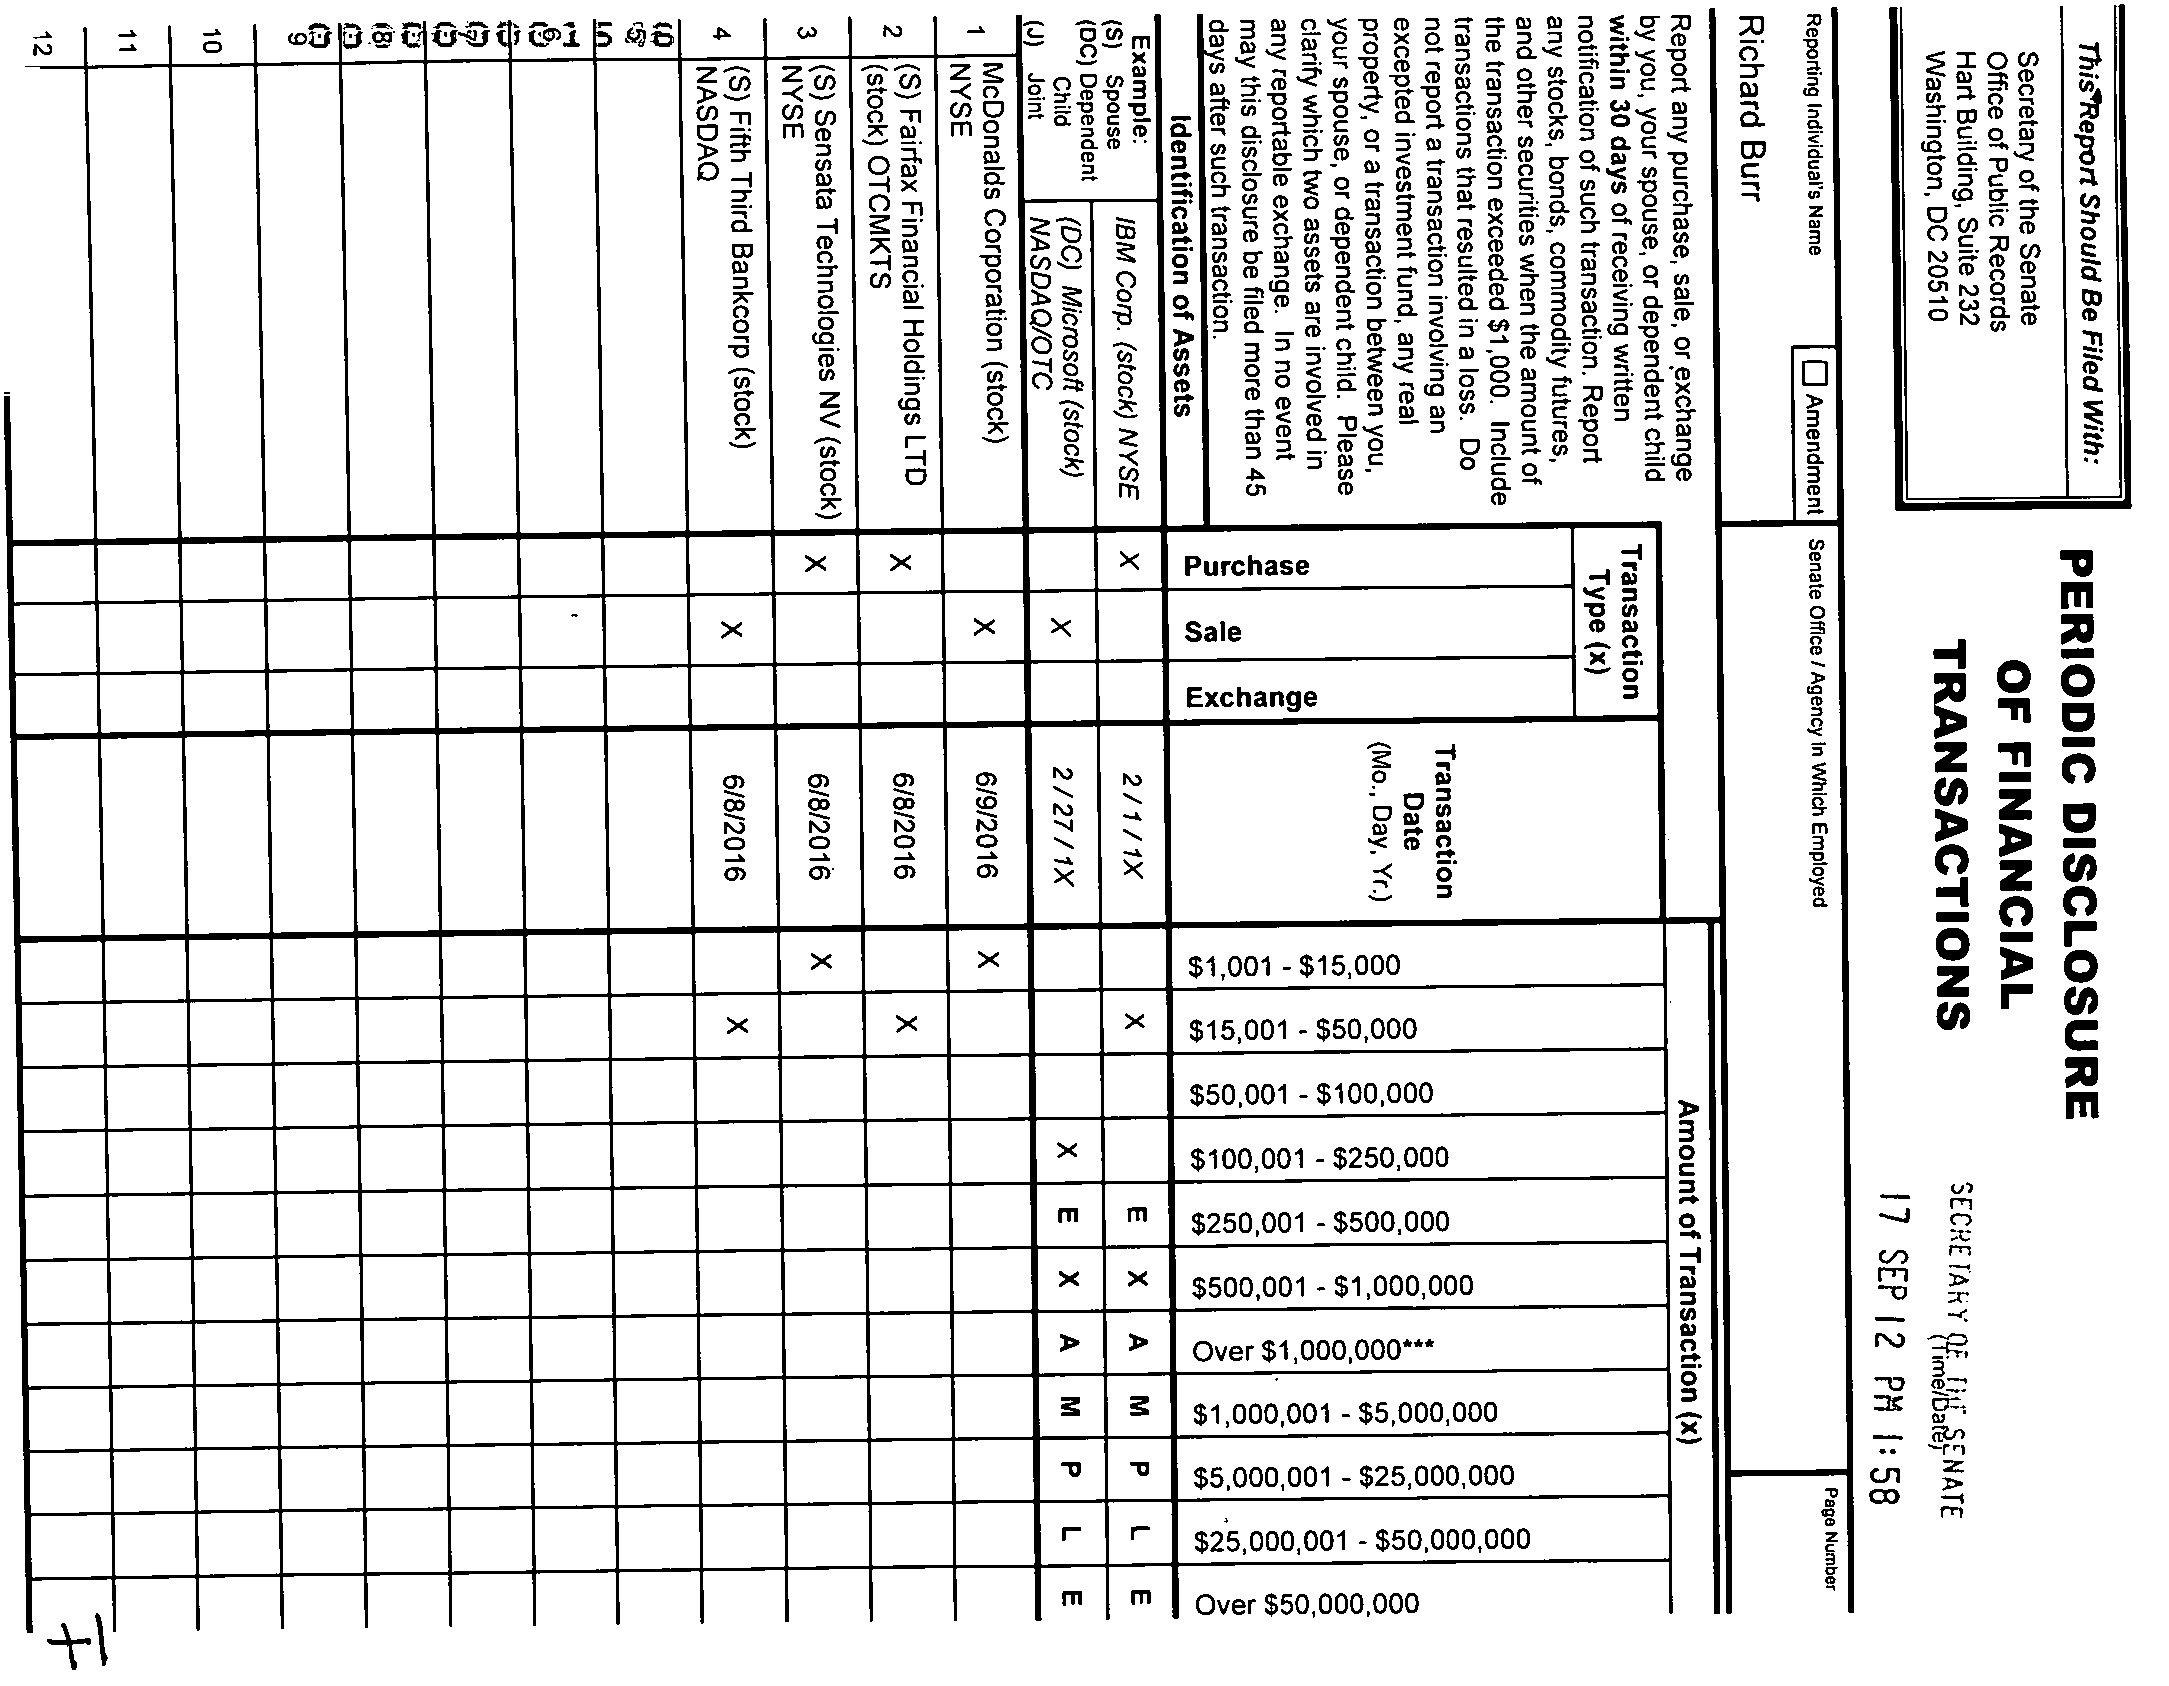 This Report Should Be Filed With:
Secretary of the Senate
Office of Public Records
Hart Building, Suite 232
Washington, DC 20510
PERIODIC DISCLOSURE
OF FINANCIAL
TRANSACTIONS
SECRETARY OF THE SENATE
(Time/Date)
17 SEP 12 PM 1:58
Reporting Individual's Name
Richard Burr
☐ Amendment
Senate Office / Agency in Which Employed
Page Number
Report any purchase, sale, or exchange
by you, your spouse, or dependent child
within 30 days of receiving written
notification of such transaction. Report
any stocks, bonds, commodity futures,
and other securities when the amount of
the transaction exceeded $1,000. Include
transactions that resulted in a loss. Do
not report a transaction involving an
excepted investment fund, any real
property, or a transaction between you,
your spouse, or dependent child. Please
clarify which two assets are involved in
any reportable exchange. In no event
may this disclosure be filed more than 45
days after such transaction.
Identification of Assets
Transaction
Type (x)
Purchase
Sale
Exchange
Transaction
Date
(Mo., Day, Yr.)
Amount of Transaction (x)
$1,001 - $15,000
$15,001 - $50,000
$50,001 - $100,000
$100,001 - $250,000
$250,001 - $500,000
$500,001 - $1,000,000
Over $1,000,000***
$1,000,001 - $5,000,000
$5,000,001 - $25,000,000
$25,000,001 - $50,000,000
Over $50,000,000
Example:
(S) Spouse
(DC) Dependent
Child
(J) Joint
IBM Corp. (stock) NYSE X 2 / 1 / 1X X E X A M P L E
(DC) Microsoft (stock)
NASDAQ/OTC X 2 / 27 / 1X X E X A M P L E
1 McDonalds Corporation (stock)
NYSE X 6/9/2016 X
2 (S) Fairfax Financial Holdings LTD
(stock) OTCMKTS X 6/8/2016 X
3 (S) Sensata Technologies NV (stock)
NYSE X 6/8/2016 X
4 (S) Fifth Third Bankcorp (stock)
NASDAQ X 6/8/2016 X
9
10
11
12